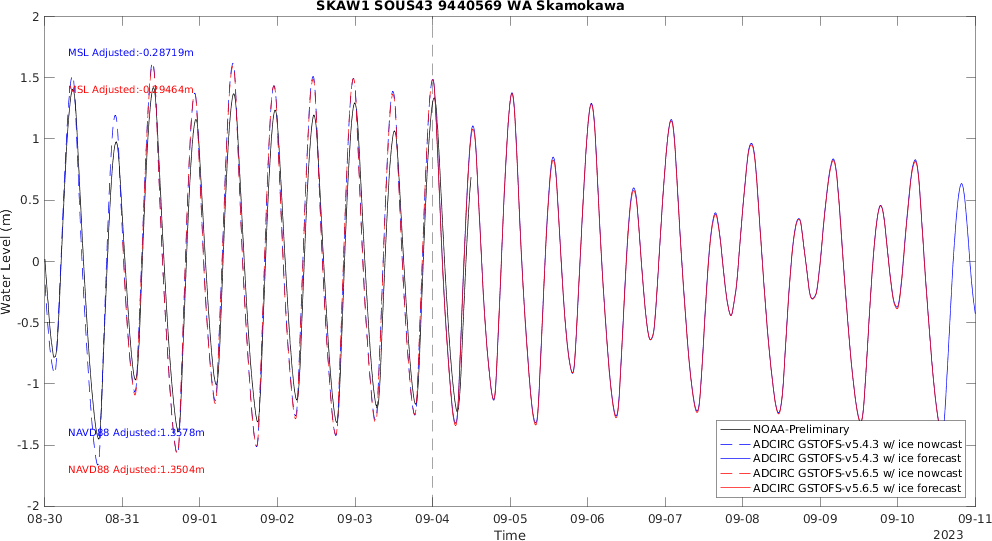 SKAW1 SOUS43 9440569 WA Skamokawa
2
1.5
1
0.5
0
-0.5
-1
-1.5
-2
Water Level (m)
MSL Adjusted:-0.28719m
MSL Adjusted:-0.29464m
NAVD88 Adjusted:1.3578m
NAVD88 Adjusted:1.3504m
NOAA-Preliminary
ADCIRC GSTOFS-v5.4.3 w/ ice nowcast
ADCIRC GSTOFS-v5.4.3 w/ ice forecast
ADCIRC GSTOFS-v5.6.5 w/ ice nowcast
ADCIRC GSTOFS-v5.6.5 w/ ice forecast
08-30 08-31 09-01 09-02 09-03 09-04 09-05 09-06 09-07 09-08 09-09 09-10 09-11
Time
2023